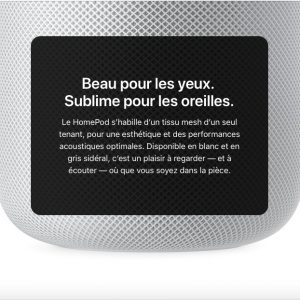 Beau pour les yeux.
Sublime pour les oreilles.
Le HomePod s'habille d'un tissu mesh d'un seul
tenant, pour une esthétique et des performances
acoustiques optimales. Disponible en blanc et en
gris sidéral, c'est un plaisir à regarder — et à
écouter — où que vous soyez dans la pièce.